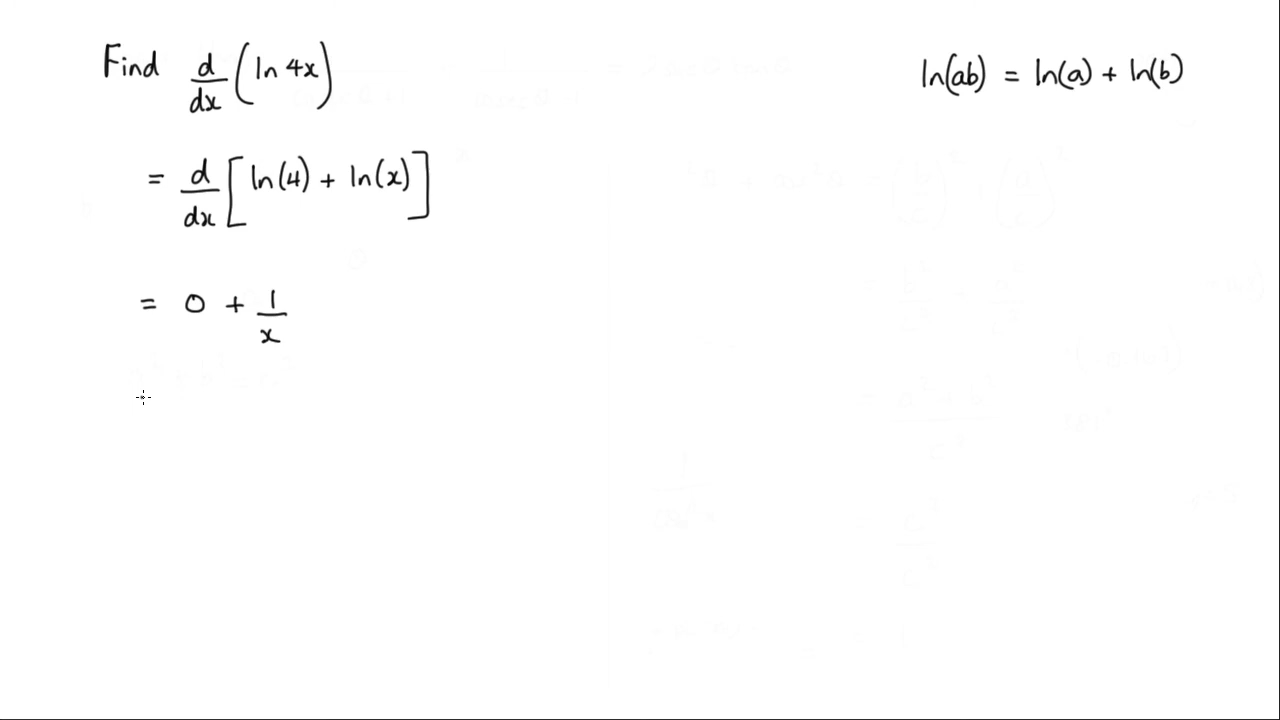 Find d/dx (ln 4x)
ln(ab) = ln(a) + ln(b)
= d/dx [ln(4) + ln(x)]
= 0 + 1/x